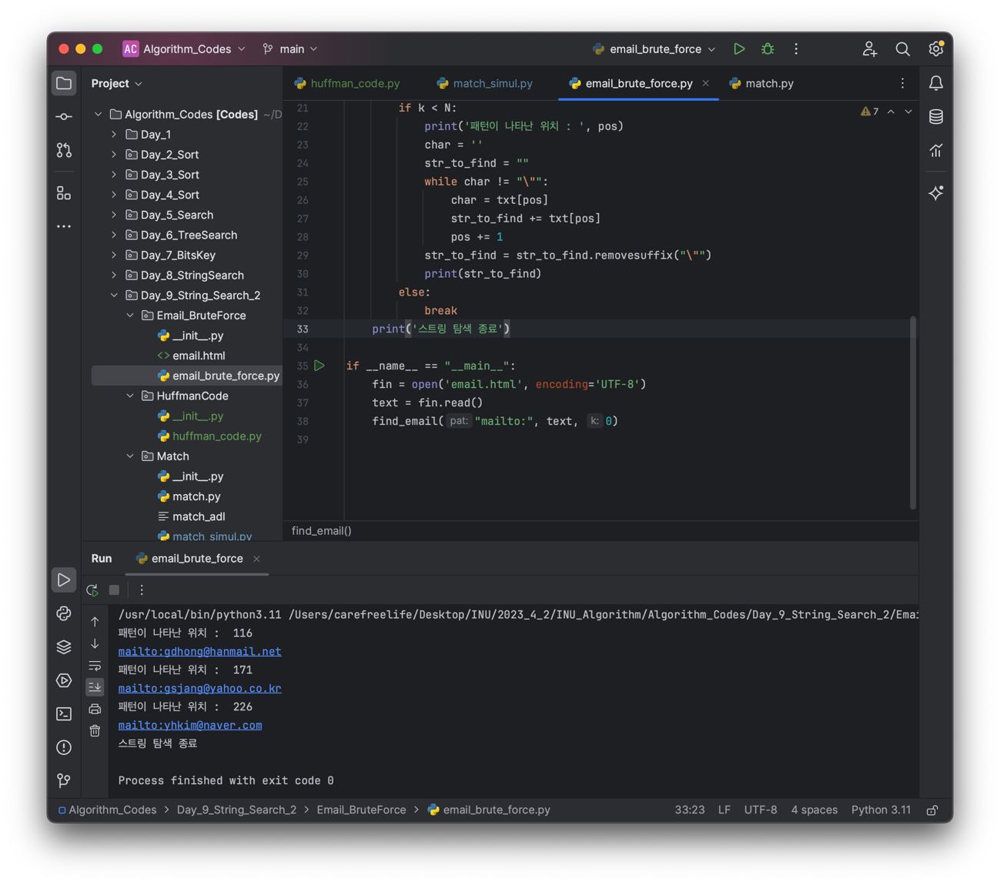 AC Algorithm_Codes main email_brute_force
Project
Algorithm_Codes [Codes] ~/D
Day_1
Day_2_Sort
Day_3_Sort
Day_4_Sort
Day_5_Search
Day_6_TreeSearch
Day_7_BitsKey
Day_8_StringSearch
Day_9_String_Search_2
Email_BruteForce
__init__.py
email.html
email_brute_force.py
HuffmanCode
__init__.py
huffman_code.py
Match
__init__.py
match.py
match_adl
match_simul.py
huffman_code.py match_simul.py email_brute_force.py match.py
7
21 if k < N:
22 print('패턴이 나타난 위치 : ', pos)
23 char = ''
24 str_to_find = ""
25 while char != "\"":
26 char = txt[pos]
27 str_to_find += txt[pos]
28 pos += 1
29 str_to_find = str_to_find.removesuffix("\"")
30 print(str_to_find)
31 else:
32 break
33 print('스트링 탐색 종료')
34
35 if __name__ == "__main__":
36 fin = open('email.html', encoding='UTF-8')
37 text = fin.read()
38 find_email( pat: "mailto:", text, k: 0)
39
find_email()
Run email_brute_force
/usr/local/bin/python3.11 /Users/carefreelife/Desktop/INU/2023_4_2/INU_Algorithm/Algorithm_Codes/Day_9_String_Search_2/Emai
패턴이 나타난 위치 :  116
mailto:gdhong@hanmail.net
패턴이 나타난 위치 :  171
mailto:gsjang@yahoo.co.kr
패턴이 나타난 위치 :  226
mailto:yhkim@naver.com
스트링 탐색 종료
Process finished with exit code 0
Algorithm_Codes > Day_9_String_Search_2 > Email_BruteForce > email_brute_force.py 33:23 LF UTF-8 4 spaces Python 3.11